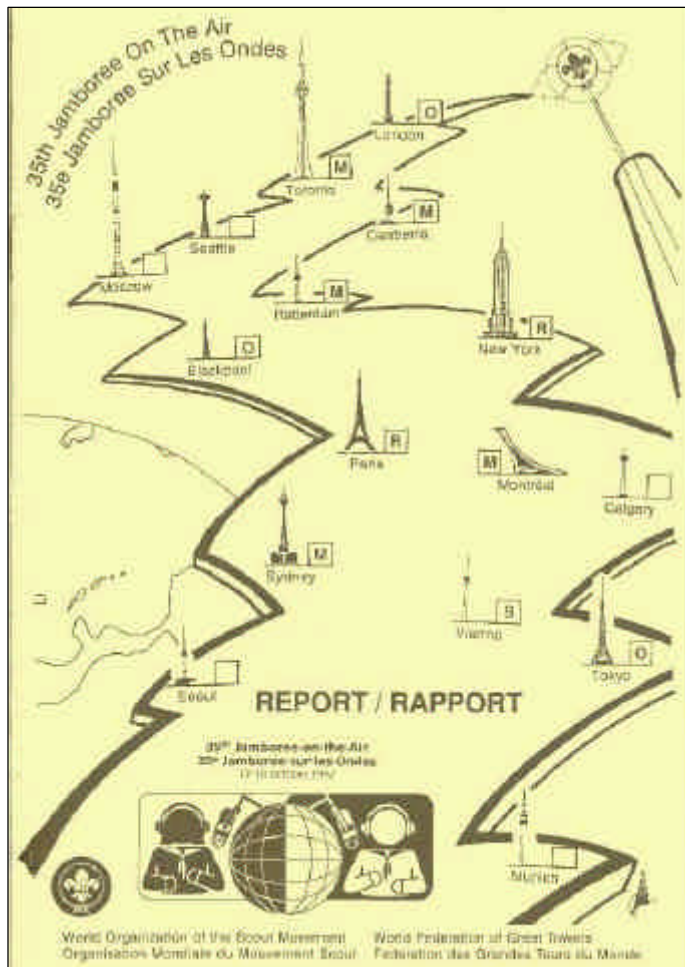 35th Jamboree On The Air
35e Jamboree Sur Les Ondes
London
O
Toronto
M
Canberra
M
Seattle
Moscow
Rotterdam
M
New York
R
Blackpool
O
Paris
R
M
Montréal
Calgary
Sydney
M
Vienna
S
Tokyo
O
Seoul
REPORT / RAPPORT
35th Jamboree-on-the-Air
35e Jamboree-sur-les-Ondes
October 1992
Munich
World Organization of the Scout Movement
Organisation Mondiale du Mouvement Scout
World Federation of Great Towers
Fédération des Grandes Tours du Monde